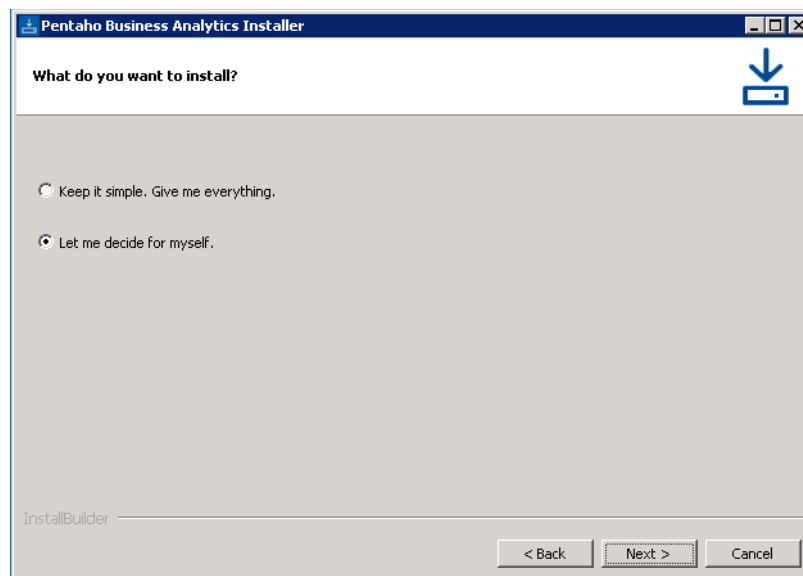 Pentaho Business Analytics Installer
What do you want to install?
Keep it simple. Give me everything.
Let me decide for myself.
InstallBuilder
< Back
Next >
Cancel